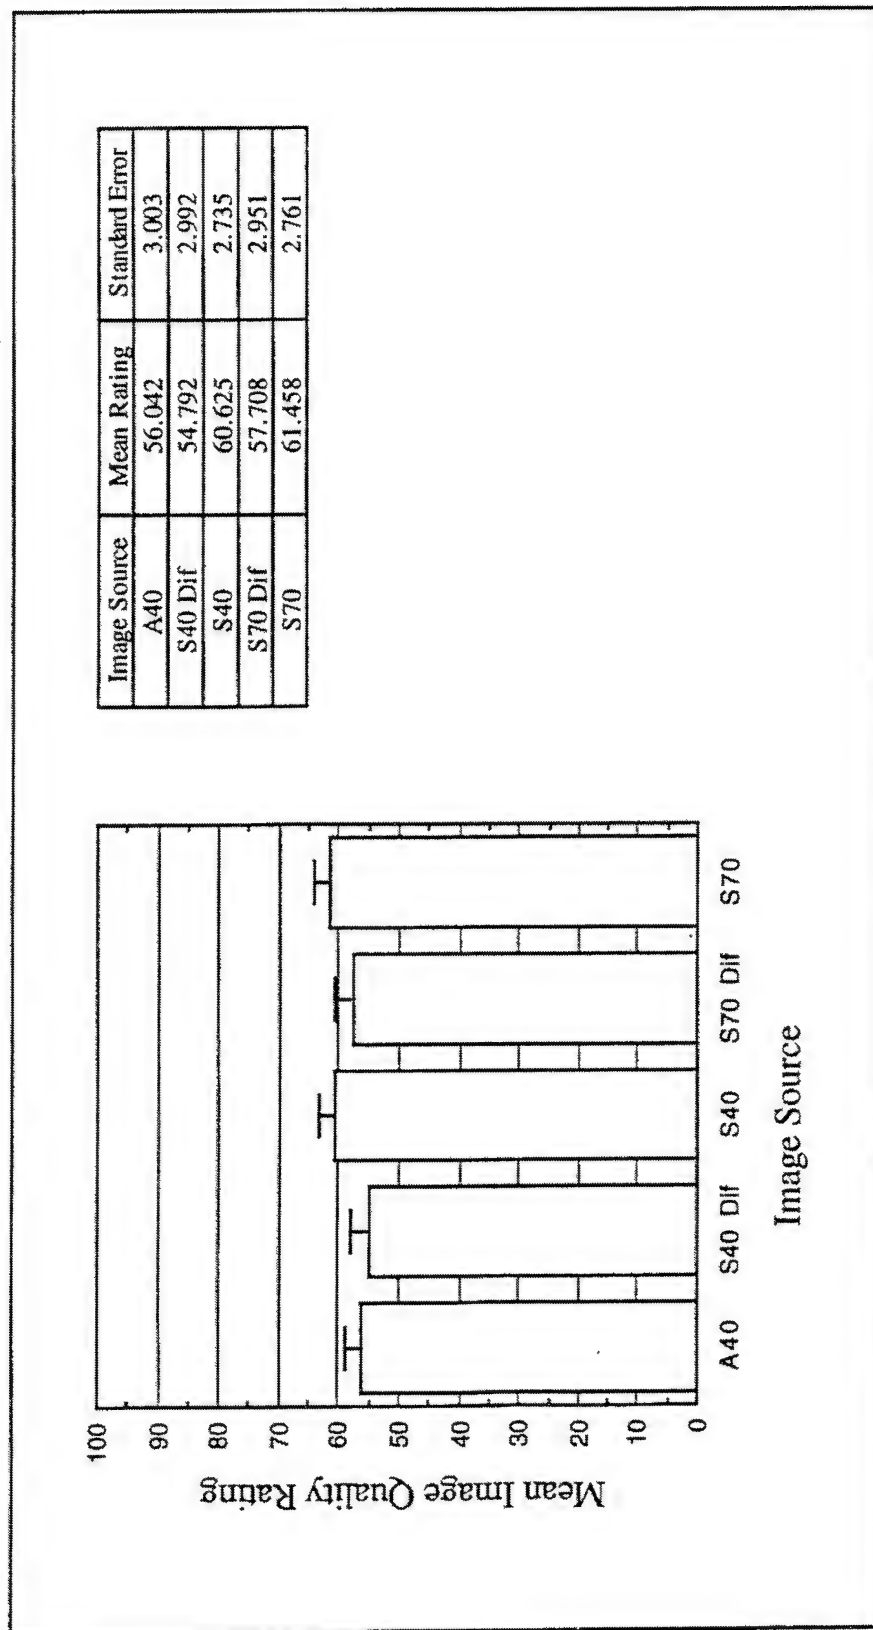 Mean Image Quality Rating
100
90
80
70
60
50
40
30
20
10
0
A40 S40 Dif S40 S70 Dif S70
Image Source
Image Source Mean Rating Standard Error
A40 56.042 3.003
S40 Dif 54.792 2.992
S40 60.625 2.735
S70 Dif 57.708 2.951
S70 61.458 2.761